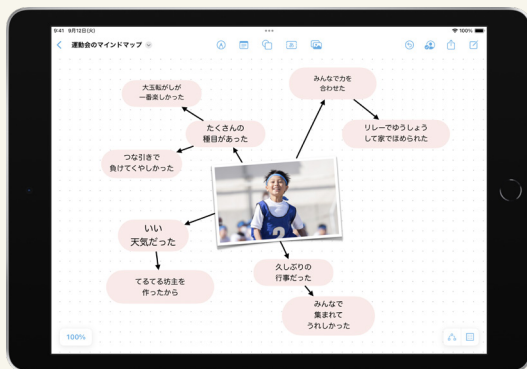 9:41 9月12日(火)
100%
運動会のマインドマップ
大玉転がしが
一番楽しかった
みんなで力を
合わせた
たくさんの
種目があった
リレーでゆうしょう
して家でほめられた
つな引きで
負けてくやしかった
2
いい
天気だった
久しぶりの
行事だった
てるてる坊主を
作ったから
みんなで
集まれて
うれしかった
100%